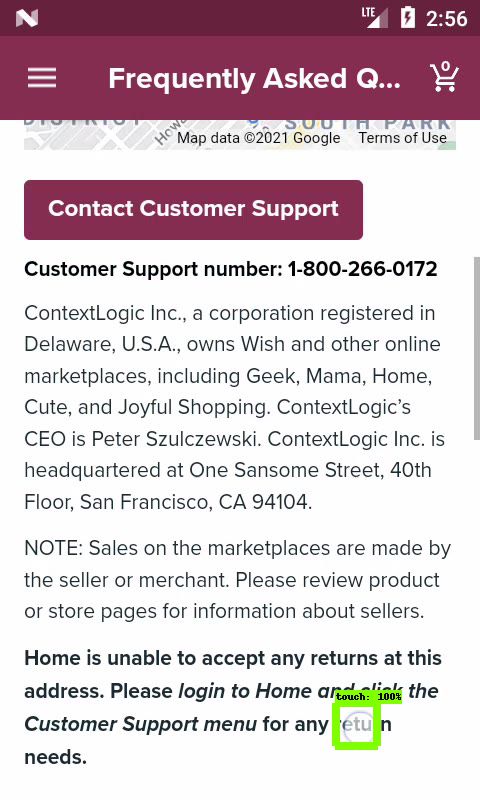 LTE 2:56
Frequently Asked Q... 0
Map data ©2021 Google Terms of Use
Contact Customer Support
Customer Support number: 1-800-266-0172
ContextLogic Inc., a corporation registered in
Delaware, U.S.A., owns Wish and other online
marketplaces, including Geek, Mama, Home,
Cute, and Joyful Shopping. ContextLogic’s
CEO is Peter Szulczewski. ContextLogic Inc. is
headquartered at One Sansome Street, 40th
Floor, San Francisco, CA 94104.
NOTE: Sales on the marketplaces are made by
the seller or merchant. Please review product
or store pages for information about sellers.
Home is unable to accept any returns at this
touch: 100%
address. Please login to Home and click the
Customer Support menu for any return
needs.